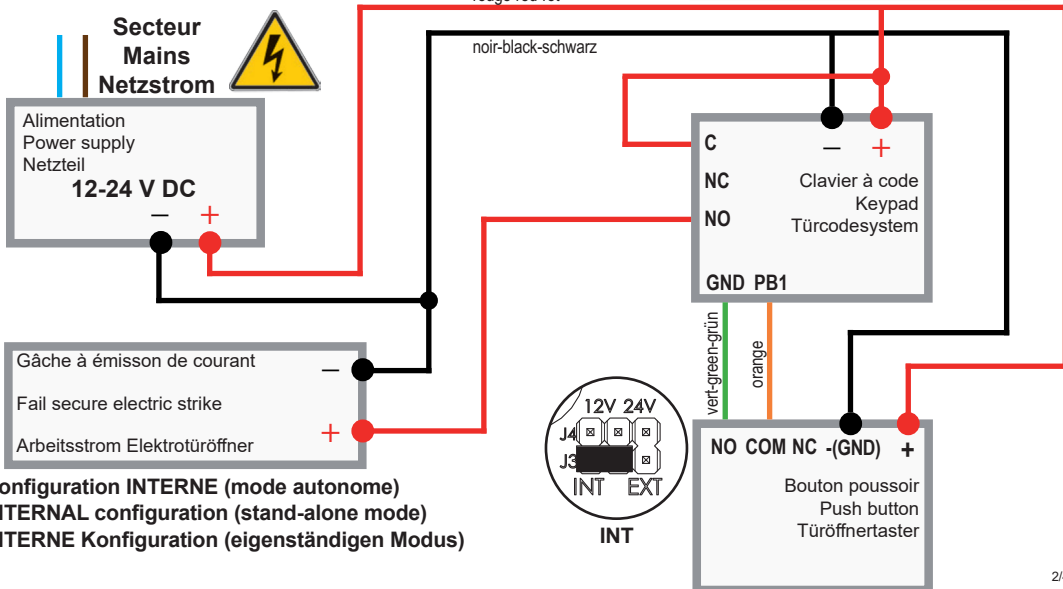 noir-black-schwarz
Secteur
Mains
Netzstrom
Alimentation
Power supply
Netzteil
12-24 V DC
– +
C
NC
NO
– +
Clavier à code
Keypad
Türcodesystem
GND PB1
vert-green-grün
orange
Gâche à émisson de courant
–
Fail secure electric strike
+
Arbeitsstrom Elektrotüröffner
12V 24V
J4
J3
INT EXT
INT
NO COM NC -(GND) +
Bouton poussoir
Push button
Türöffnertaster
onfiguration INTERNE (mode autonome)
NTERNAL configuration (stand-alone mode)
NTERNE Konfiguration (eigenständigen Modus)
2/